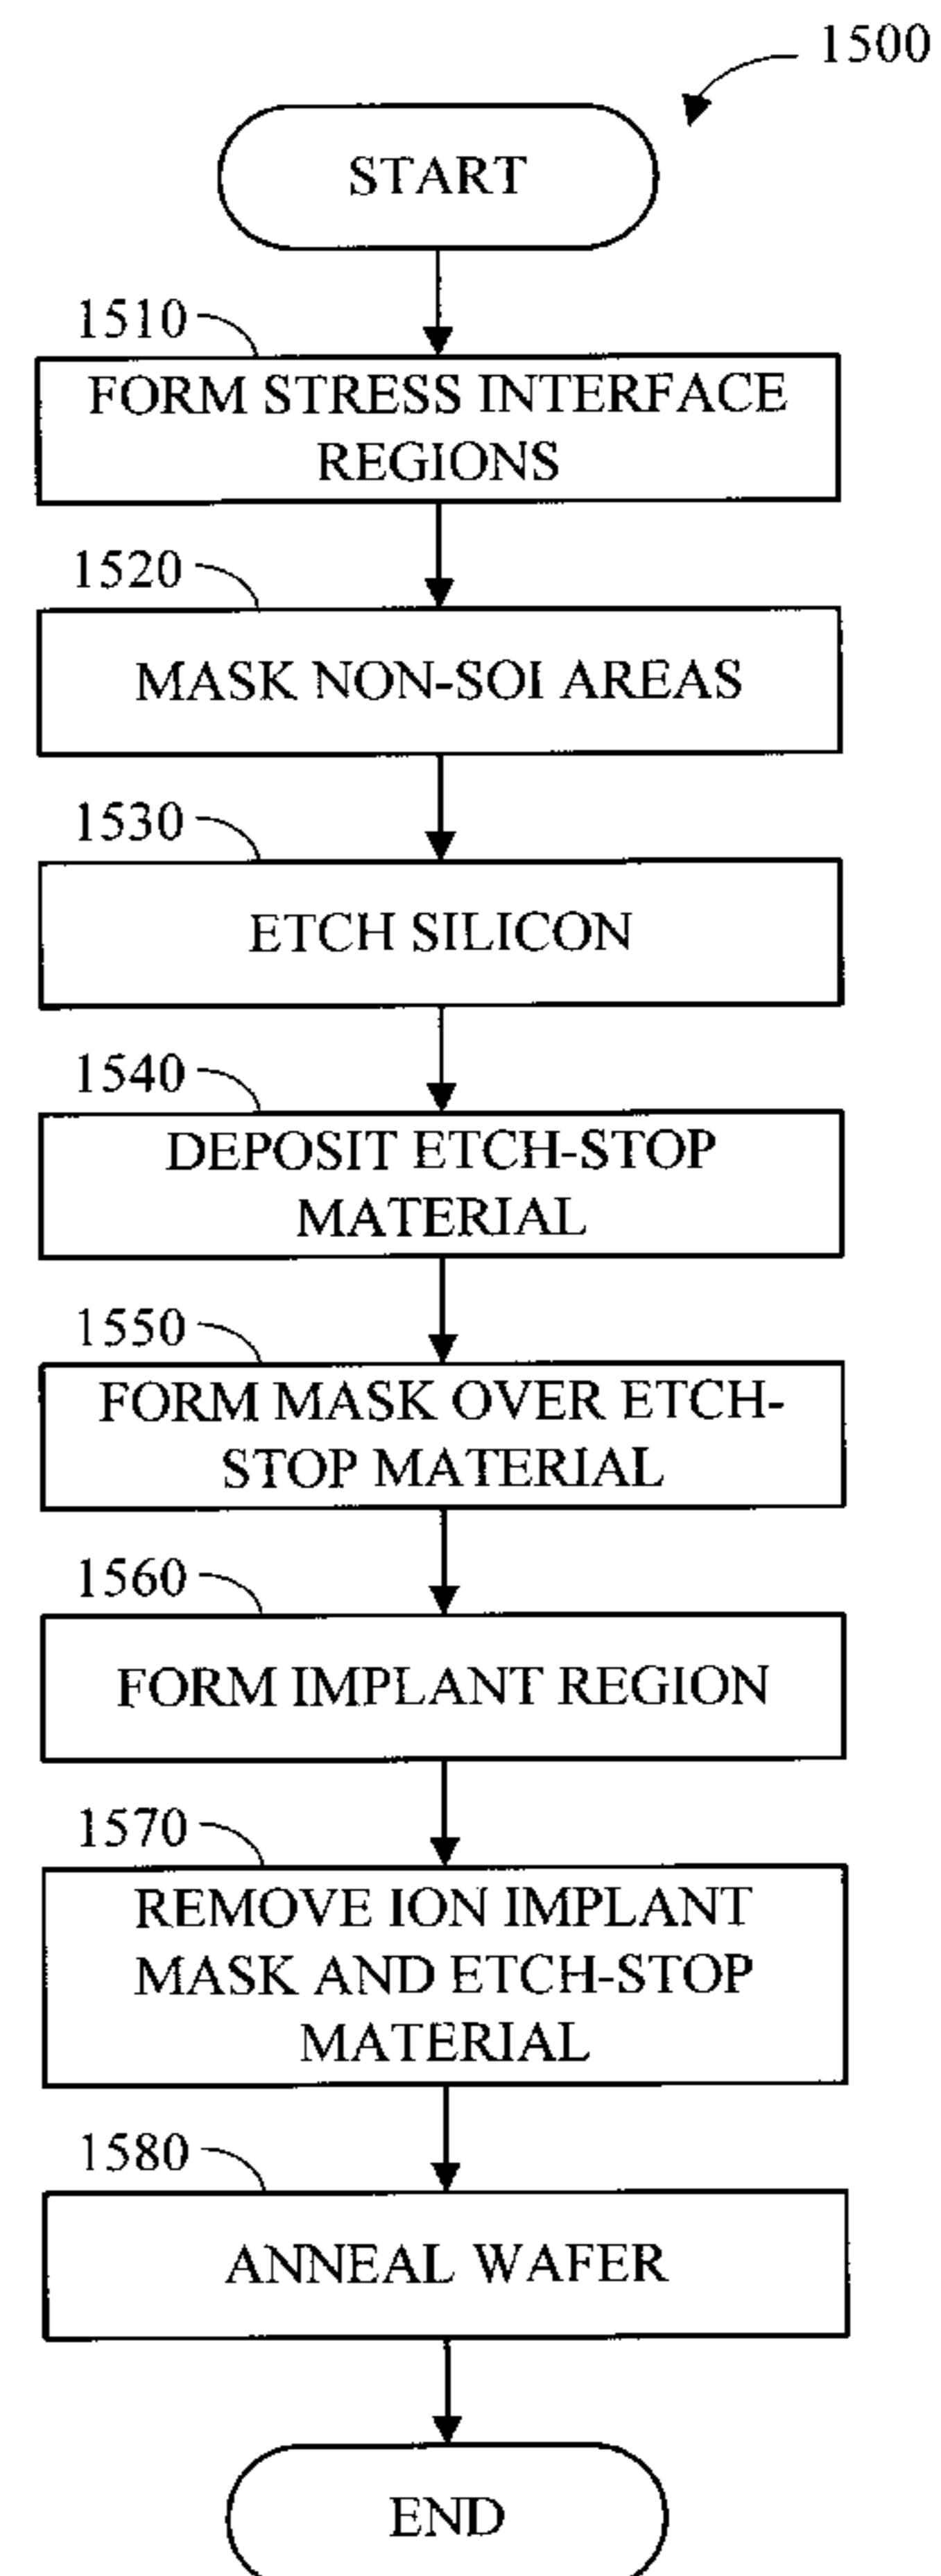 1500
START
1510
FORM STRESS INTERFACE
REGIONS
1520
MASK NON-SOI AREAS
1530
ETCH SILICON
1540
DEPOSIT ETCH-STOP
MATERIAL
1550
FORM MASK OVER ETCH-
STOP MATERIAL
1560
FORM IMPLANT REGION
1570
REMOVE ION IMPLANT
MASK AND ETCH-STOP
MATERIAL
1580
ANNEAL WAFER
END